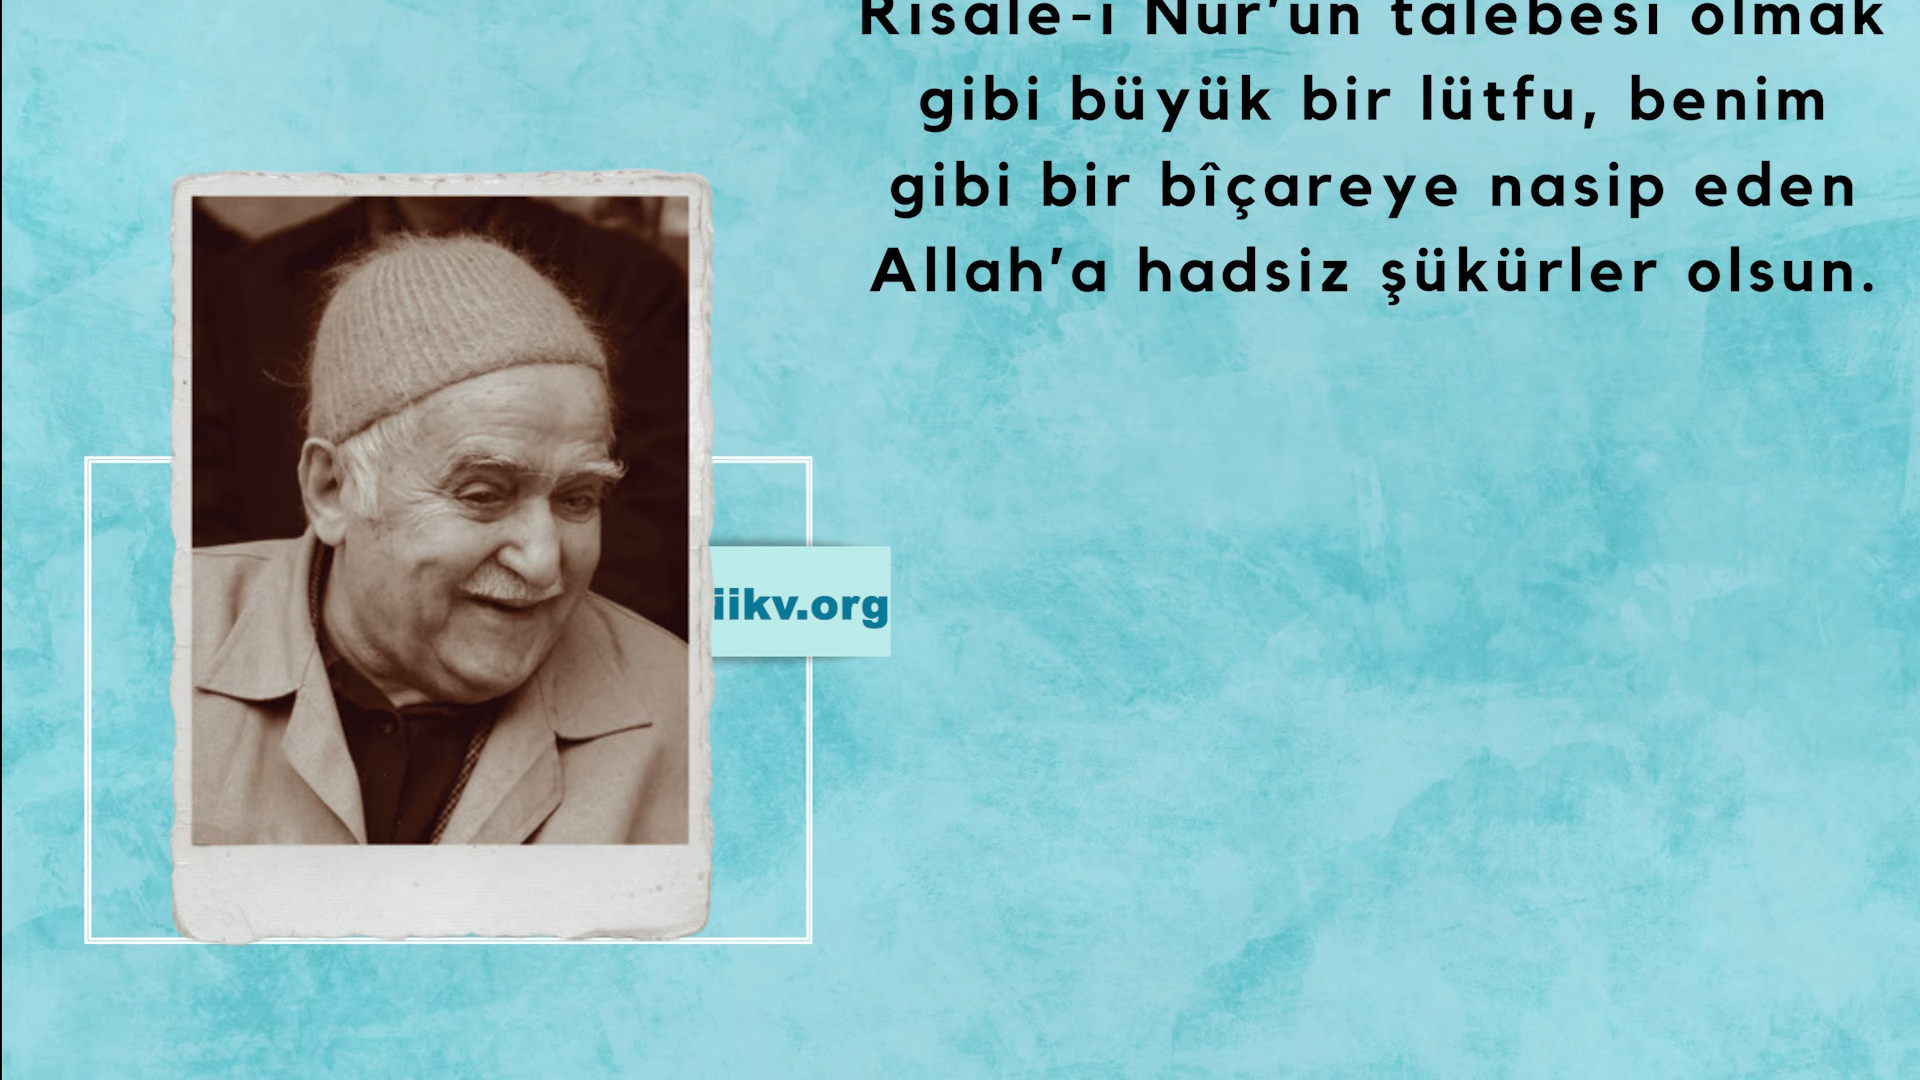 Risale-i Nur’un talebesi olmak
gibi büyük bir lütfu, benim
gibi bir bîçareye nasip eden
Allah’a hadsiz şükürler olsun.
iikv.org